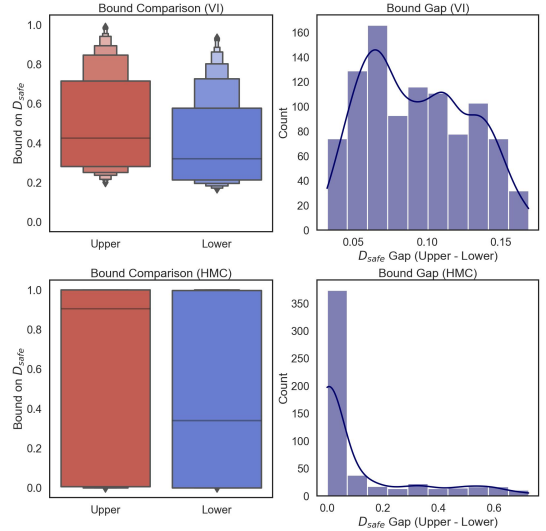 Bound Comparison (VI)
Bound on D_safe
1.0
0.8
0.6
0.4
0.2
0.0
Upper
Lower
Bound Gap (VI)
Count
160
140
120
100
80
60
40
20
0
0.05
0.10
0.15
D_safe Gap (Upper - Lower)
Bound Comparison (HMC)
Bound on D_safe
1.0
0.8
0.6
0.4
0.2
0.0
Upper
Lower
Bound Gap (HMC)
Count
350
300
250
200
150
100
50
0
0.0
0.2
0.4
0.6
D_safe Gap (Upper - Lower)